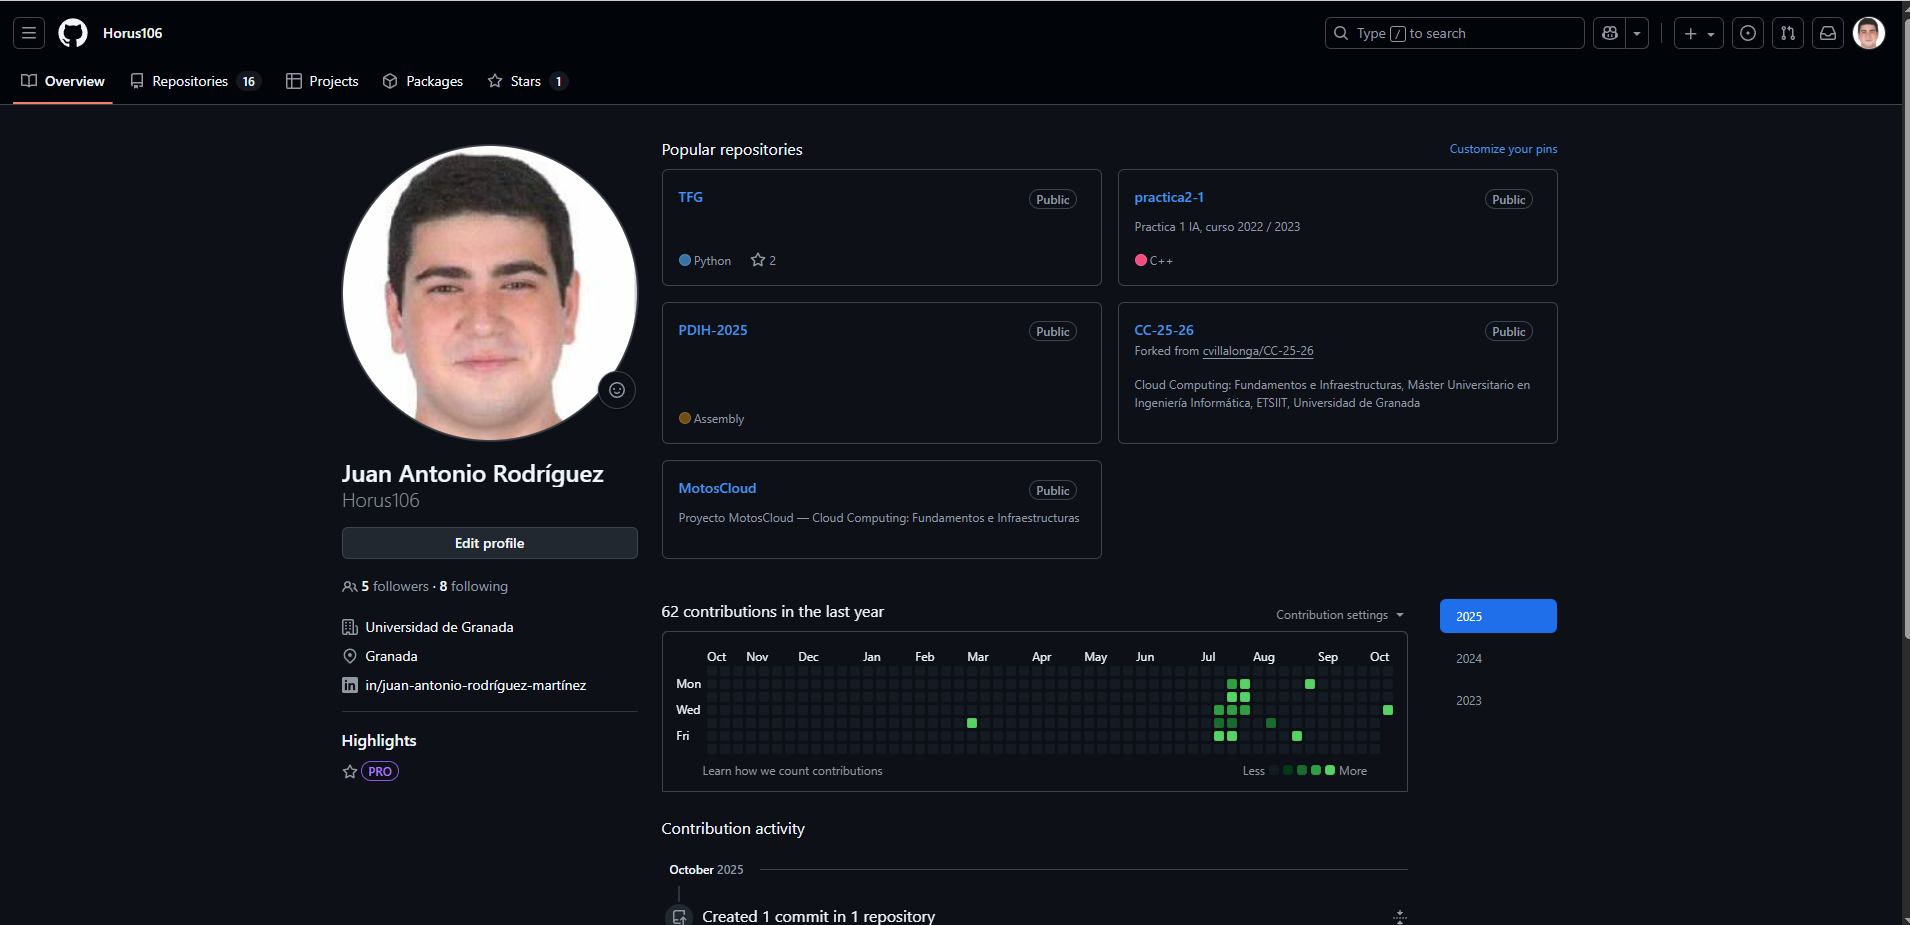 Horus106
Type / to search
Overview
Repositories 16
Projects
Packages
Stars 1
Juan Antonio Rodríguez
Horus106
Edit profile
5 followers · 8 following
Universidad de Granada
Granada
in/juan-antonio-rodríguez-martínez
Highlights
PRO
Popular repositories
Customize your pins
TFG
Public
Python 2
practica2-1
Public
Practica 1 IA, curso 2022 / 2023
C++
PDIH-2025
Public
Assembly
CC-25-26
Public
Forked from cvillalonga/CC-25-26
Cloud Computing: Fundamentos e Infraestructuras, Máster Universitario en
Ingeniería Informática, ETSIIT, Universidad de Granada
MotosCloud
Public
Proyecto MotosCloud — Cloud Computing: Fundamentos e Infraestructuras
62 contributions in the last year
Contribution settings
2025
2024
2023
Oct Nov Dec Jan Feb Mar Apr May Jun Jul Aug Sep Oct
Mon
Wed
Fri
Learn how we count contributions
Less More
Contribution activity
October 2025
Created 1 commit in 1 repository